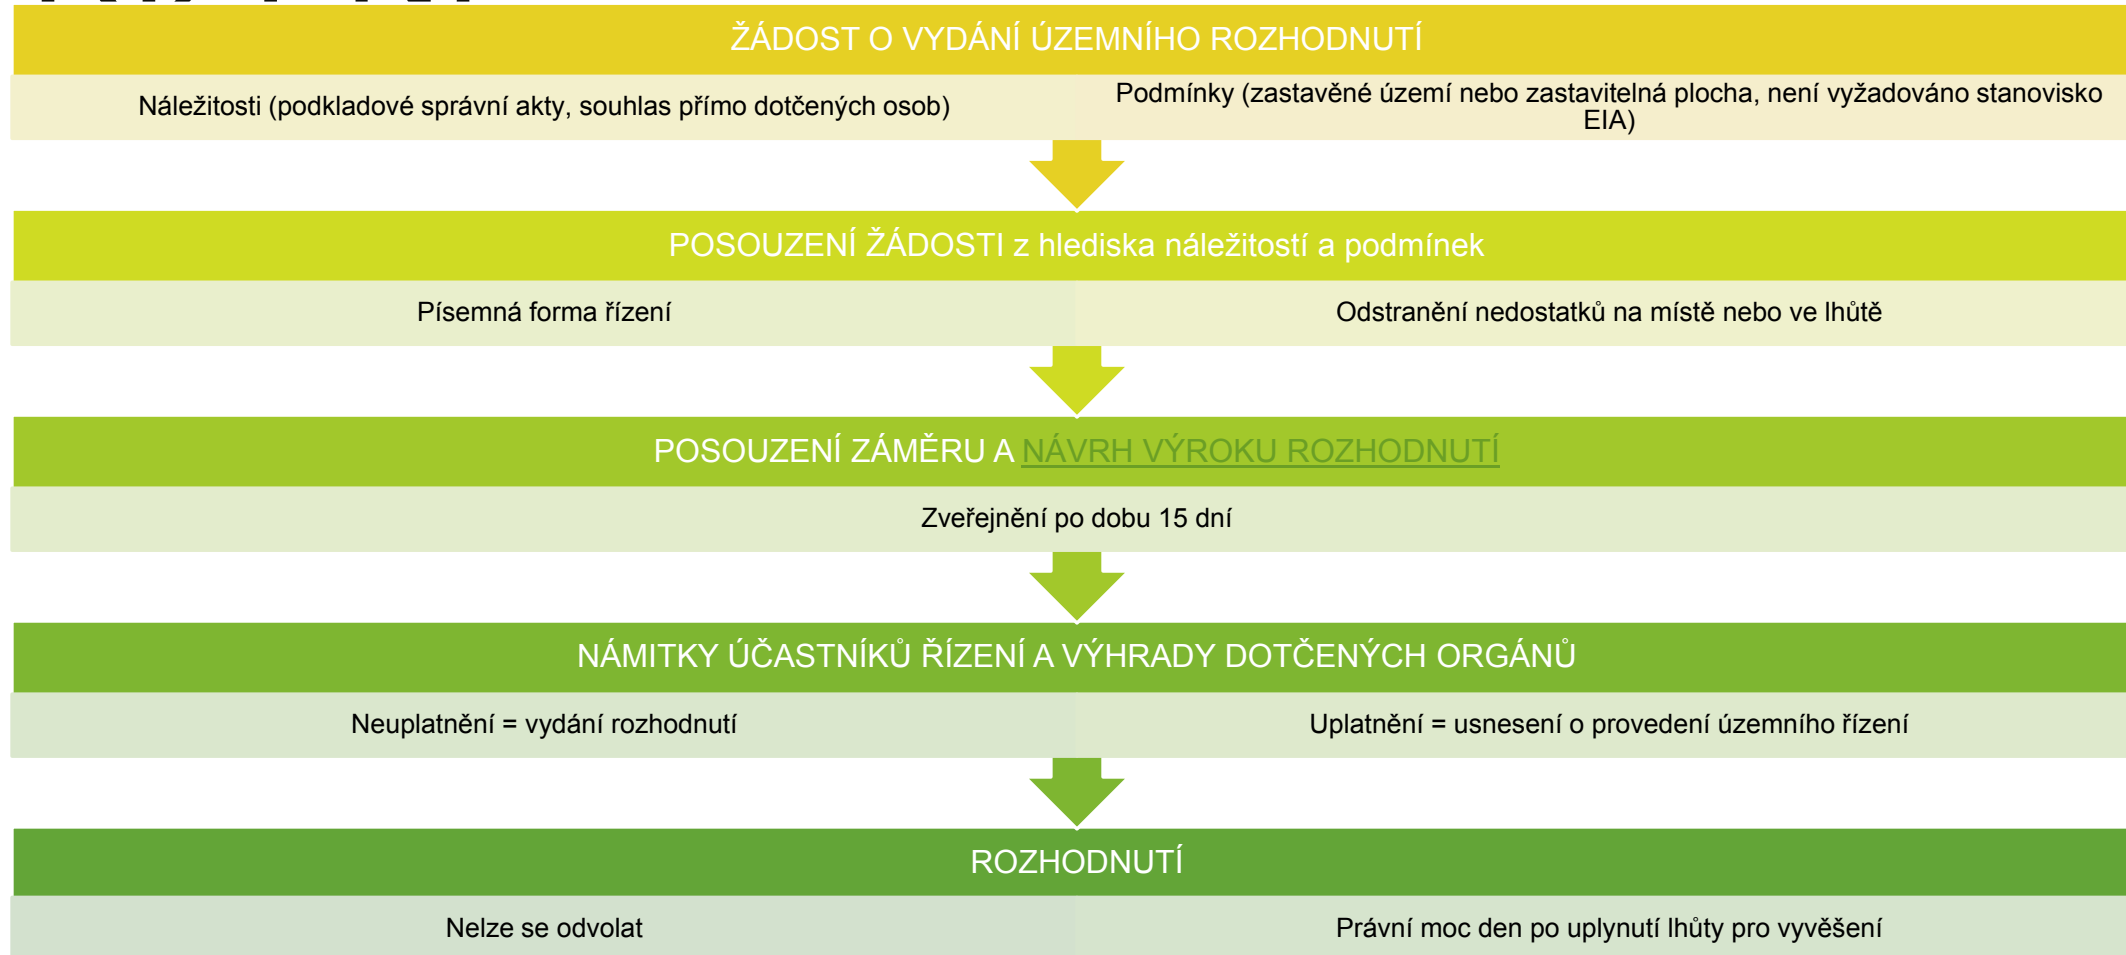 ŽÁDOST O VYDÁNÍ ÚZEMNÍHO ROZHODNUTÍ
Náležitosti (podkladové správní akty, souhlas přímo dotčených osob)
Podmínky (zastavěné území nebo zastavitelná plocha, není vyžadováno stanovisko
EIA)
POSOUZENÍ ŽÁDOSTI z hlediska náležitostí a podmínek
Písemná forma řízení
Odstranění nedostatků na místě nebo ve lhůtě
POSOUZENÍ ZÁMĚRU A NÁVRH VÝROKU ROZHODNUTÍ
Zveřejnění po dobu 15 dní
NÁMITKY ÚČASTNÍKŮ ŘÍZENÍ A VÝHRADY DOTČENÝCH ORGÁNŮ
Neuplatnění = vydání rozhodnutí
Uplatnění = usnesení o provedení územního řízení
ROZHODNUTÍ
Nelze se odvolat
Právní moc den po uplynutí lhůty pro vyvěšení